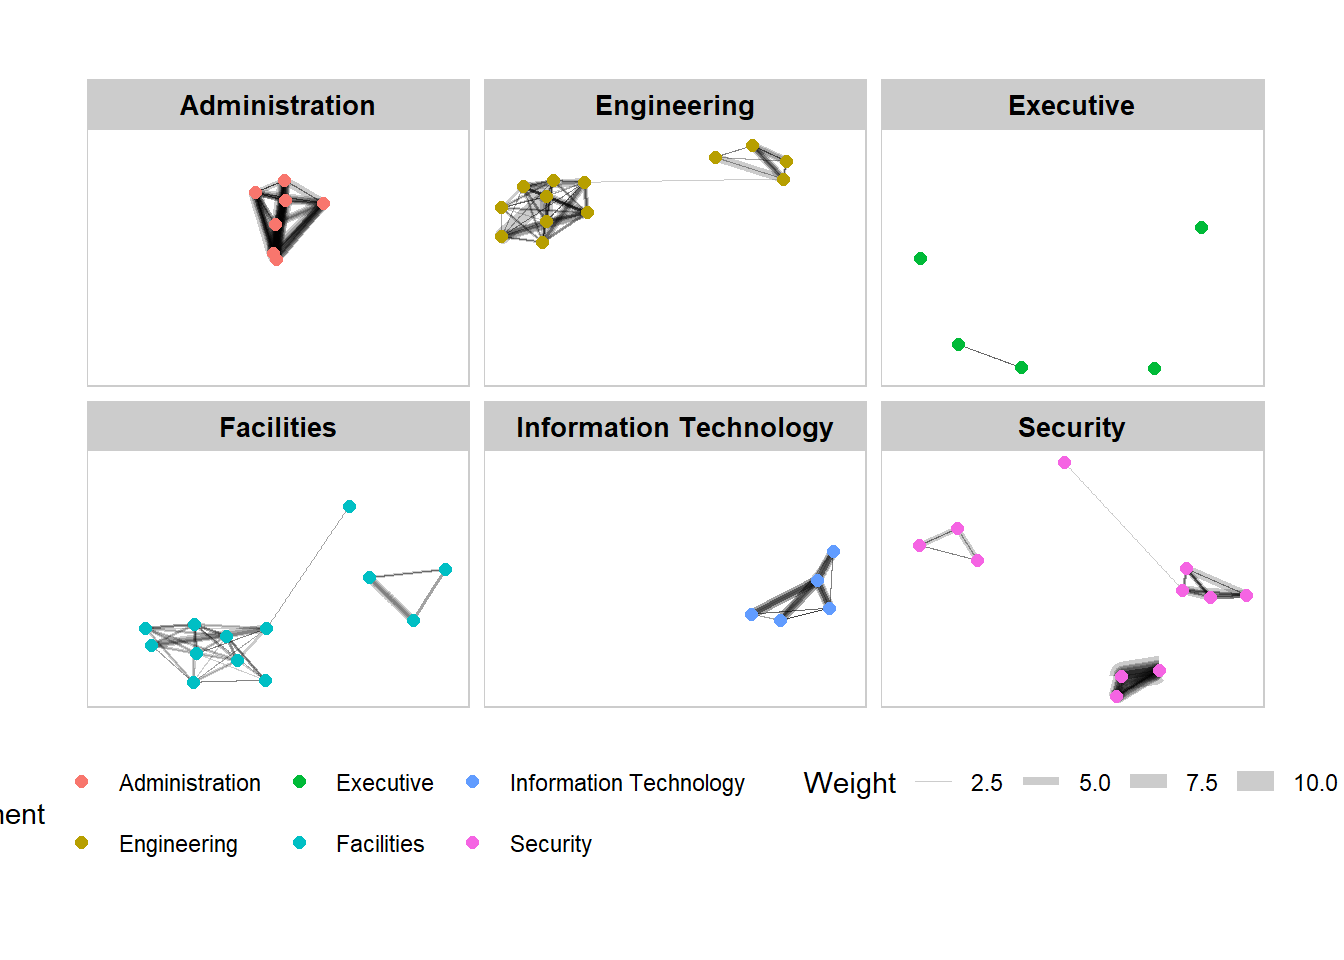 Administration
Engineering
Executive
Facilities
Information Technology
Security
Administration
Executive
Information Technology
Weight
2.5
5.0
7.5
10.0
Engineering
Facilities
Security